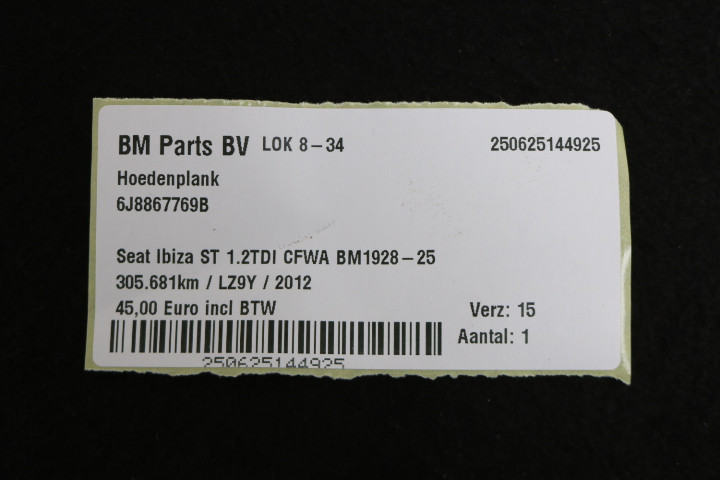 BM Parts BV LOK 8-34 250625144925
Hoedenplank
6J8867769B
Seat Ibiza ST 1.2TDI CFWA BM1928-25
305.681km / LZ9Y / 2012
45,00 Euro incl BTW Verz: 15
Aantal: 1
250625144925